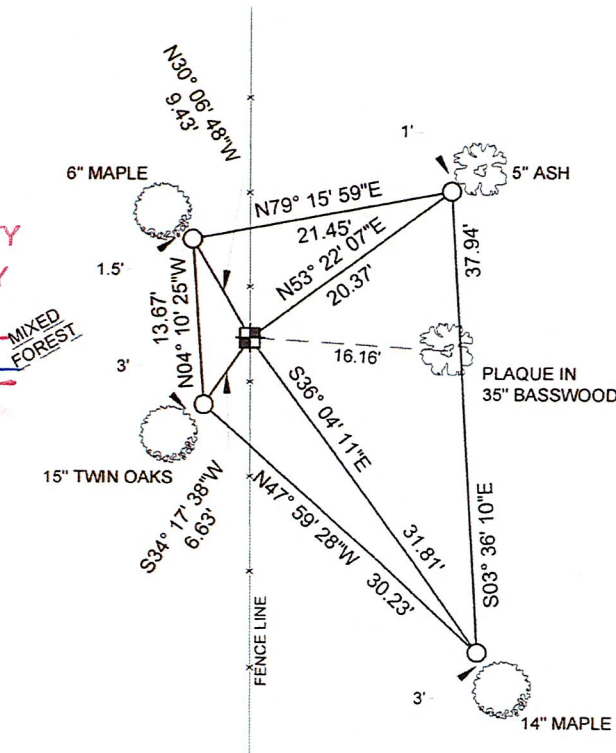 N30° 06' 48"W
9.43'
1'
6" MAPLE
5" ASH
N79° 15' 59"E
21.45'
N53° 22' 07"E
20.37'
37.94'
Y
Y
1.5'
MIXED
FOREST
13.67'
N04° 10' 25"W
3'
16.16'
PLAQUE IN
35" BASSWOOD
S36° 04' 11"E
31.81'
15" TWIN OAKS
S34° 17' 38"W
6.63'
N47° 59' 28"W
30.23'
S03° 36' 10"E
FENCE LINE
3'
14" MAPLE